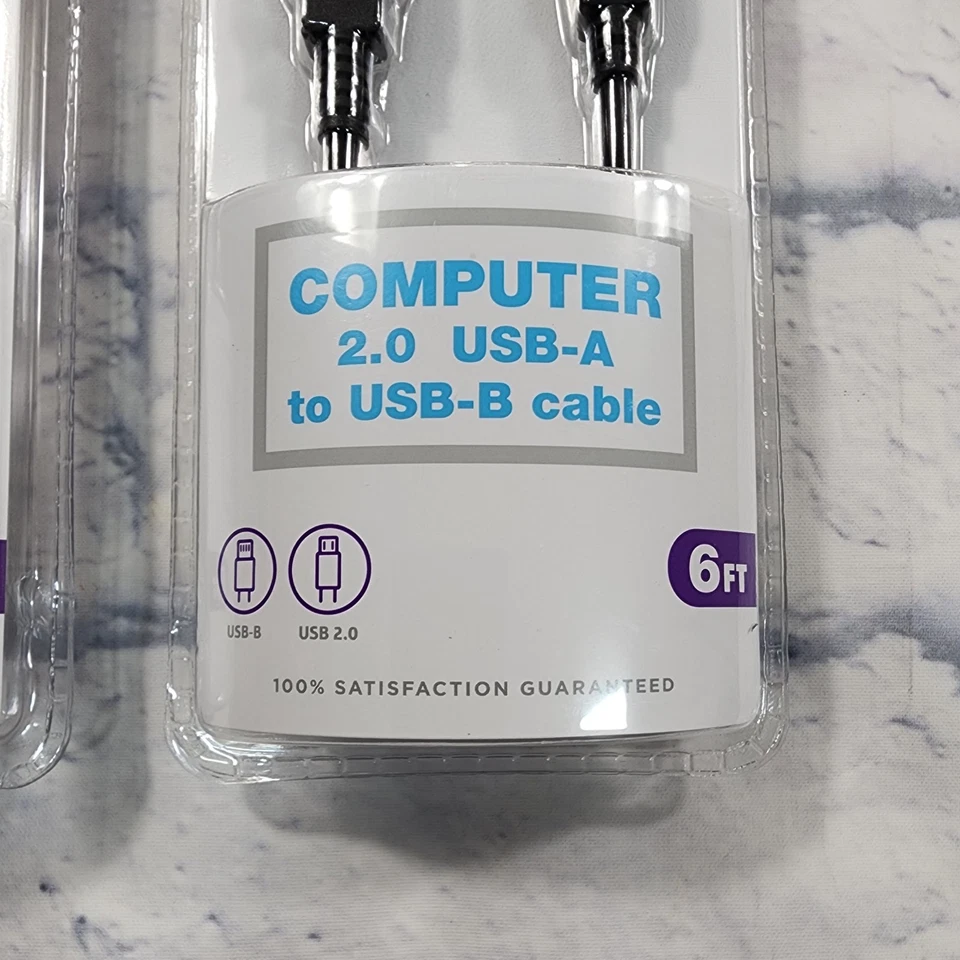 COMPUTER
2.0 USB-A
to USB-B cable
6FT
USB-B USB 2.0
100% SATISFACTION GUARANTEED